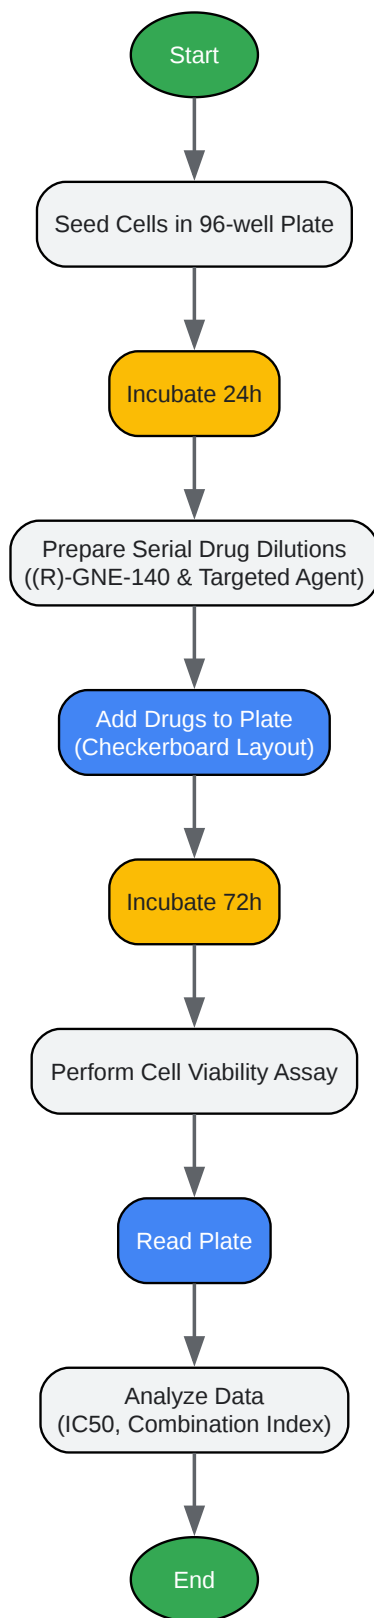 Start
Seed Cells in 96-well Plate
Incubate 24h
Prepare Serial Drug Dilutions
((R)-GNE-140 & Targeted Agent)
Add Drugs to Plate
(Checkerboard Layout)
Incubate 72h
Perform Cell Viability Assay
Read Plate
Analyze Data
(IC50, Combination Index)
End